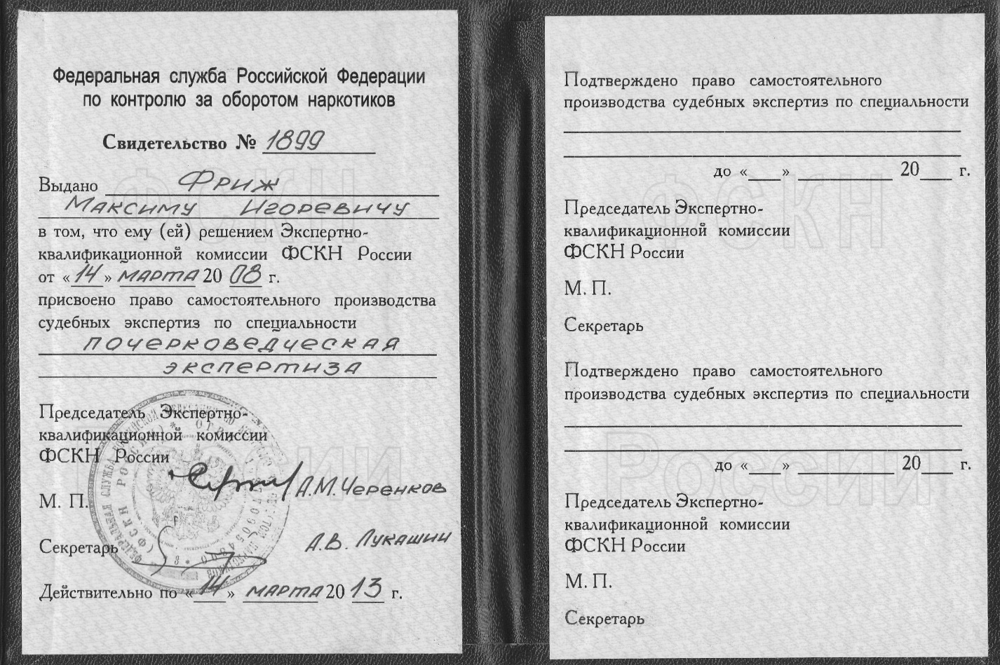 Федеральная служба Российской Федерации
по контролю за оборотом наркотиков
Свидетельство № 1899
Выдано Фриж
Максиму Игоревичу
в том, что ему (ей) решением Экспертно-
квалификационной комиссии ФСКН России
от «14» марта 2008 г.
присвоено право самостоятельного производства
судебных экспертиз по специальности
почерковедческая
экспертиза
Председатель Экспертно-
квалификационной комиссии
ФСКН России
А.М. Черенков
М. П.
Секретарь А.В. Лукашин
Действительно по «14» марта 2013 г.
Подтверждено право самостоятельного
производства судебных экспертиз по специальности
до «___» ________ 20___ г.
Председатель Экспертно-
квалификационной комиссии
ФСКН России
М. П.
Секретарь
Подтверждено право самостоятельного
производства судебных экспертиз по специальности
до «___» ________ 20___ г.
Председатель Экспертно-
квалификационной комиссии
ФСКН России
М. П.
Секретарь
ФСКН
России
ФСКН
России